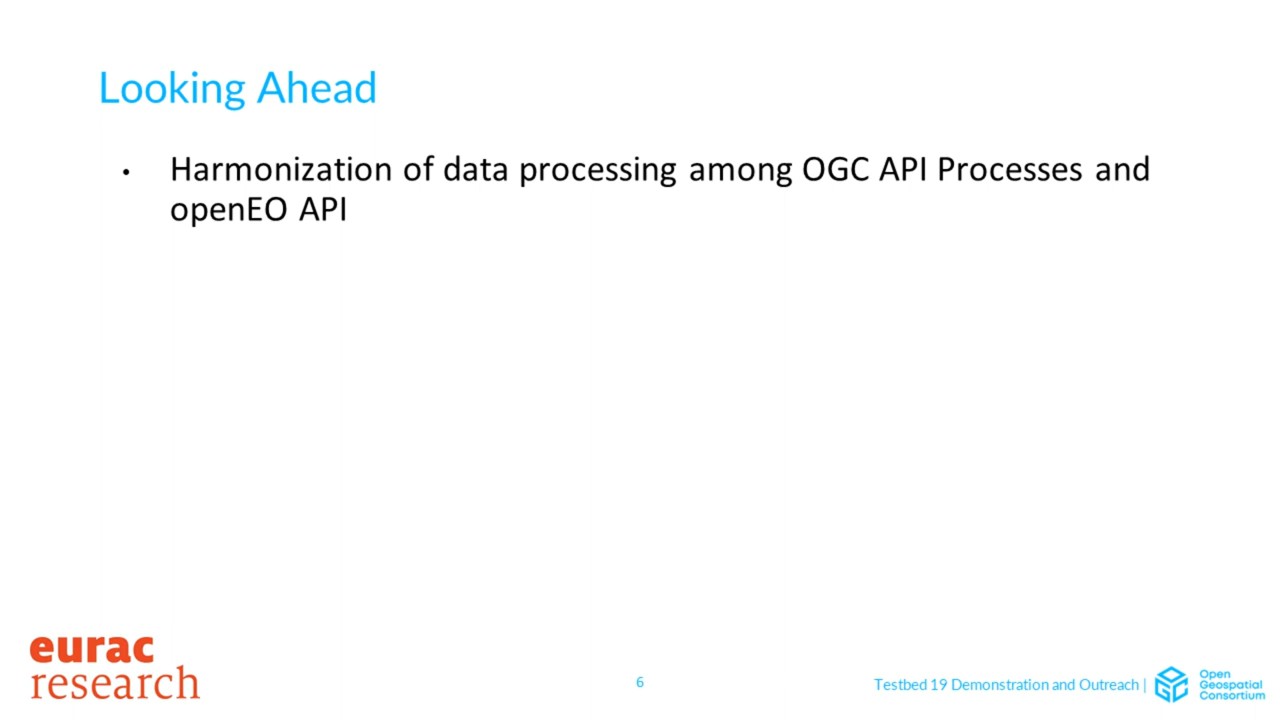 Looking Ahead
• Harmonization of data processing among OGC API Processes and
openEO API
eurac
research
6
Testbed 19 Demonstration and Outreach |
Open
Geospatial
Consortium